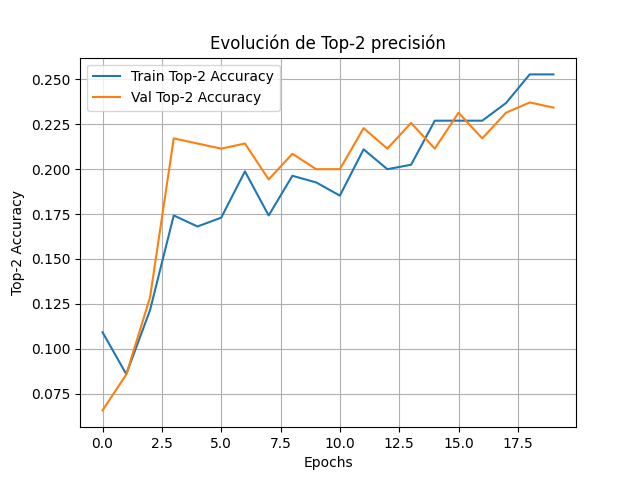 Evolución de Top-2 precisión
Train Top-2 Accuracy
Val Top-2 Accuracy
Top-2 Accuracy
0.250
0.225
0.200
0.175
0.150
0.125
0.100
0.075
0.0 2.5 5.0 7.5 10.0 12.5 15.0 17.5
Epochs